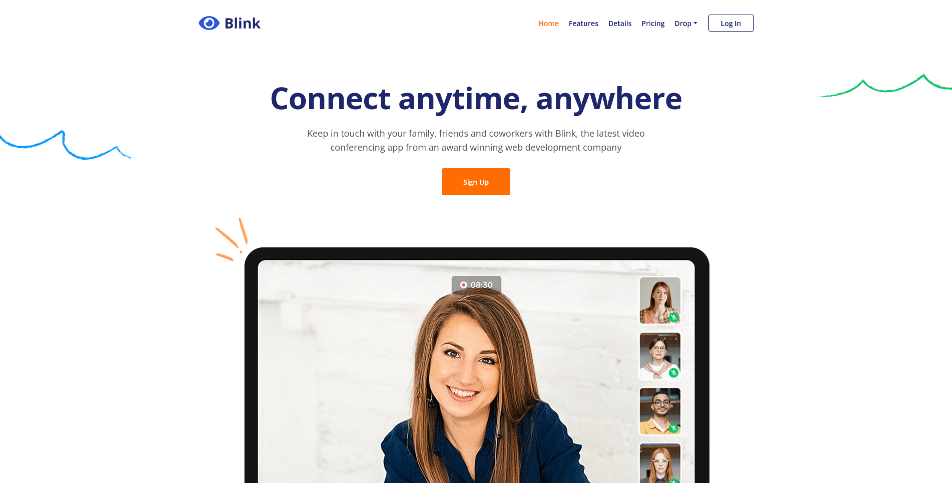 Blink
Home Features Details Pricing Drop Log In
Connect anytime, anywhere
Keep in touch with your family, friends and coworkers with Blink, the latest video
conferencing app from an award winning web development company
Sign Up
08:30